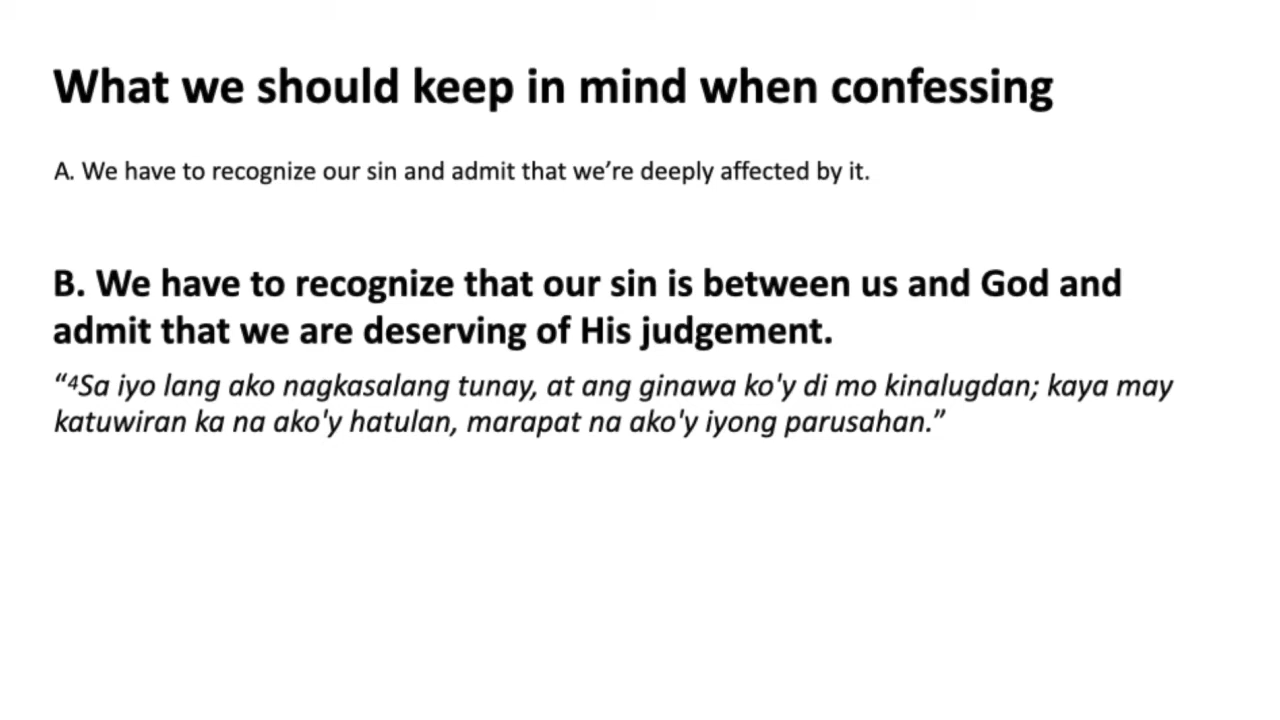 What we should keep in mind when confessing
A. We have to recognize our sin and admit that we’re deeply affected by it.
B. We have to recognize that our sin is between us and God and
admit that we are deserving of His judgement.
“⁴Sa iyo lang ako nagkasalang tunay, at ang ginawa ko'y di mo kinalugdan; kaya may
katuwiran ka na ako'y hatulan, marapat na ako'y iyong parusahan.”